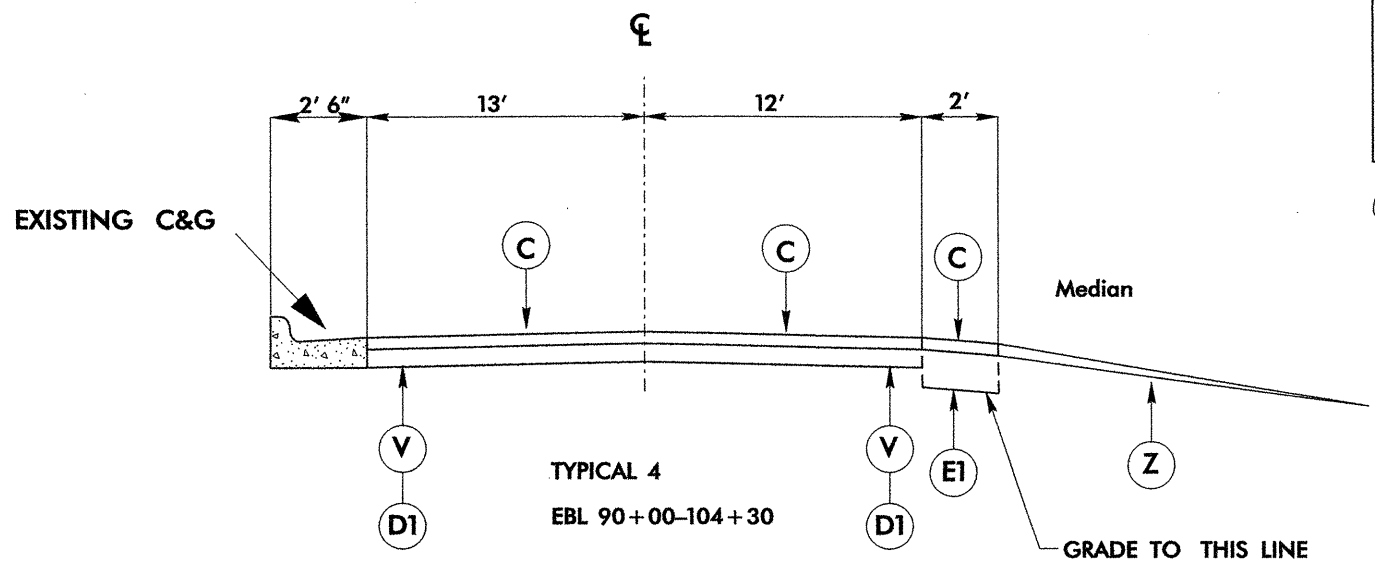 ℄
2' 6"
13'
12'
2'
EXISTING C&G
C
C
C
Median
V
V
E1
Z
D1
D1
TYPICAL 4
EBL 90+00–104+30
GRADE TO THIS LINE